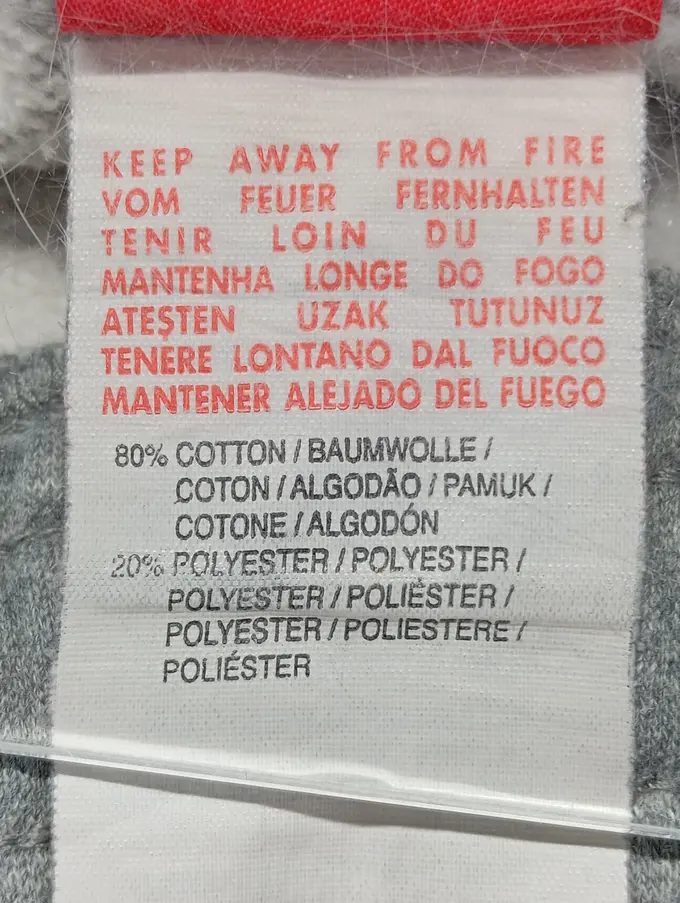 KEEP AWAY FROM FIRE
VOM FEUER FERNHALTEN
TENIR LOIN DU FEU
MANTENHA LONGE DO FOGO
ATEŞTEN UZAK TUTUNUZ
TENERE LONTANO DAL FUOCO
MANTENER ALEJADO DEL FUEGO
80% COTTON / BAUMWOLLE /
COTON / ALGODÃO / PAMUK /
COTONE / ALGODÓN
20% POLYESTER / POLYESTER /
POLYESTER / POLIÉSTER /
POLYESTER / POLIESTERE /
POLIÉSTER